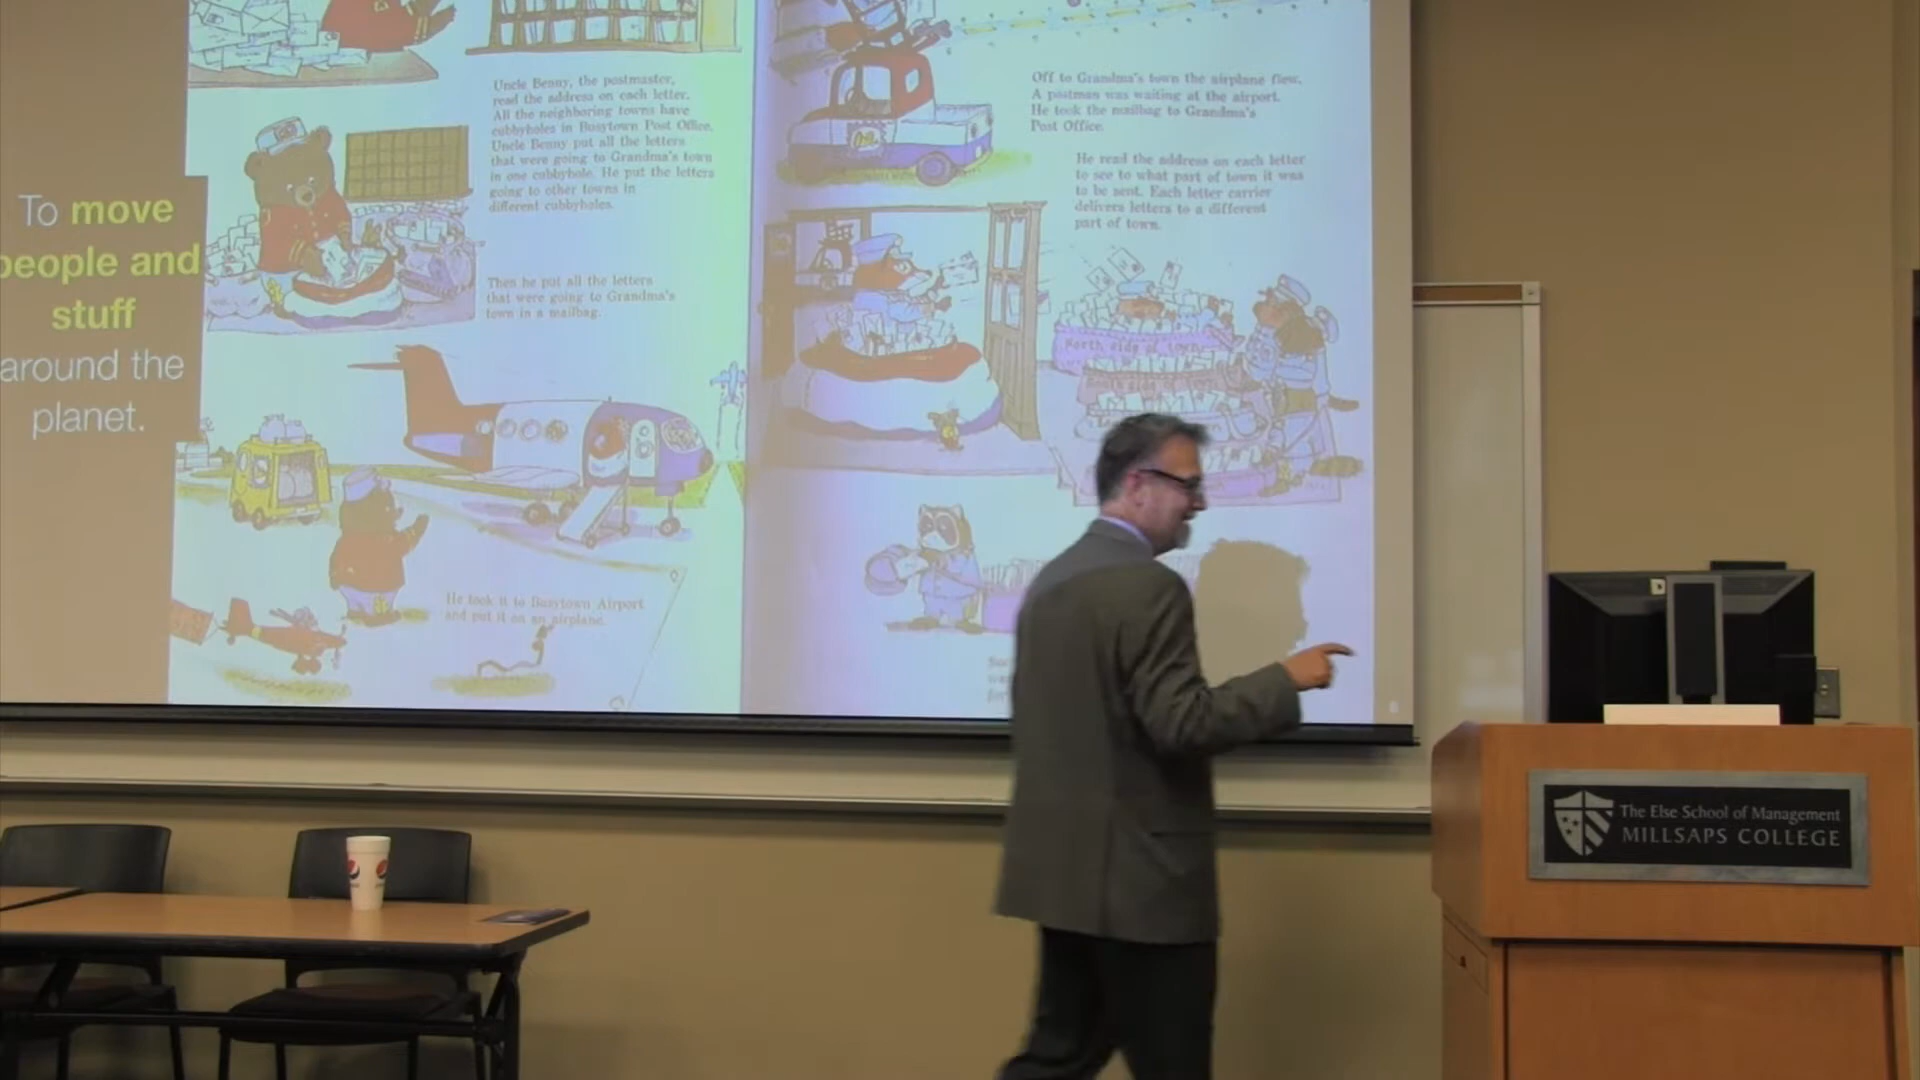 To move
people and
stuff
around the
planet.
Uncle Benny, the postmaster,
read the address on each letter.
All the neighboring towns have
cubbyholes in Busytown Post Office.
Uncle Benny put all the letters
that were going to Grandma's town
in one cubbyhole. He put the letters
going to other towns in
different cubbyholes.
Then he put all the letters
that were going to Grandma's
town in a mailbag.
He took it to Busytown Airport
and put it on an airplane.
Off to Grandma's town the airplane flew.
A postman was waiting at the airport.
He took the mailbag to Grandma's
Post Office.
He read the address on each letter
to see to what part of town it was
to be sent. Each letter carrier
delivers letters to a different
part of town.
North side of town
South side of town
The Else School of Management
MILLSAPS COLLEGE